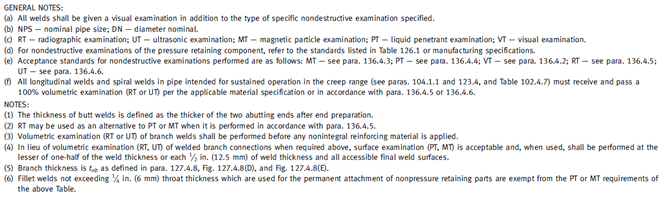 GENERAL NOTES:
(a) All welds shall be given a visual examination in addition to the type of specific nondestructive examination specified.
(b) NPS — nominal pipe size; DN — diameter nominal.
(c) RT — radiographic examination; UT — ultrasonic examination; MT — magnetic particle examination; PT — liquid penetrant examination; VT — visual examination.
(d) For nondestructive examinations of the pressure retaining component, refer to the standards listed in Table 126.1 or manufacturing specifications.
(e) Acceptance standards for nondestructive examinations performed are as follows: MT — see para. 136.4.3; PT — see para. 136.4.4; VT — see para. 136.4.2; RT — see para. 136.4.5;
UT — see para. 136.4.6.
(f) All longitudinal welds and spiral welds in pipe intended for sustained operation in the creep range (see paras. 104.1.1 and 123.4, and Table 102.4.7) must receive and pass a
100% volumetric examination (RT or UT) per the applicable material specification or in accordance with para. 136.4.5 or 136.4.6.
NOTES:
(1) The thickness of butt welds is defined as the thicker of the two abutting ends after end preparation.
(2) RT may be used as an alternative to PT or MT when it is performed in accordance with para. 136.4.5.
(3) Volumetric examination (RT or UT) of branch welds shall be performed before any nonintegral reinforcing material is applied.
(4) In lieu of volumetric examination (RT, UT) of welded branch connections when required above, surface examination (PT, MT) is acceptable and, when used, shall be performed at the
lesser of one-half of the weld thickness or each 1/2 in. (12.5 mm) of weld thickness and all accessible final weld surfaces.
(5) Branch thickness is tnb as defined in para. 127.4.8, Fig. 127.4.8(D), and Fig. 127.4.8(E).
(6) Fillet welds not exceeding 1/4 in. (6 mm) throat thickness which are used for the permanent attachment of nonpressure retaining parts are exempt from the PT or MT requirements of
the above Table.